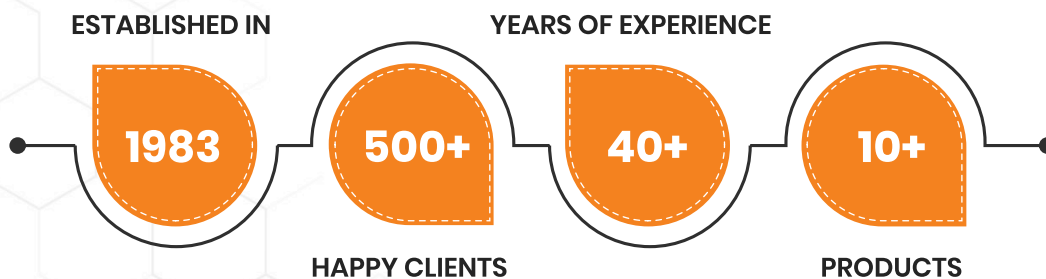 ESTABLISHED IN
1983
500+
HAPPY CLIENTS
YEARS OF EXPERIENCE
40+
10+
PRODUCTS